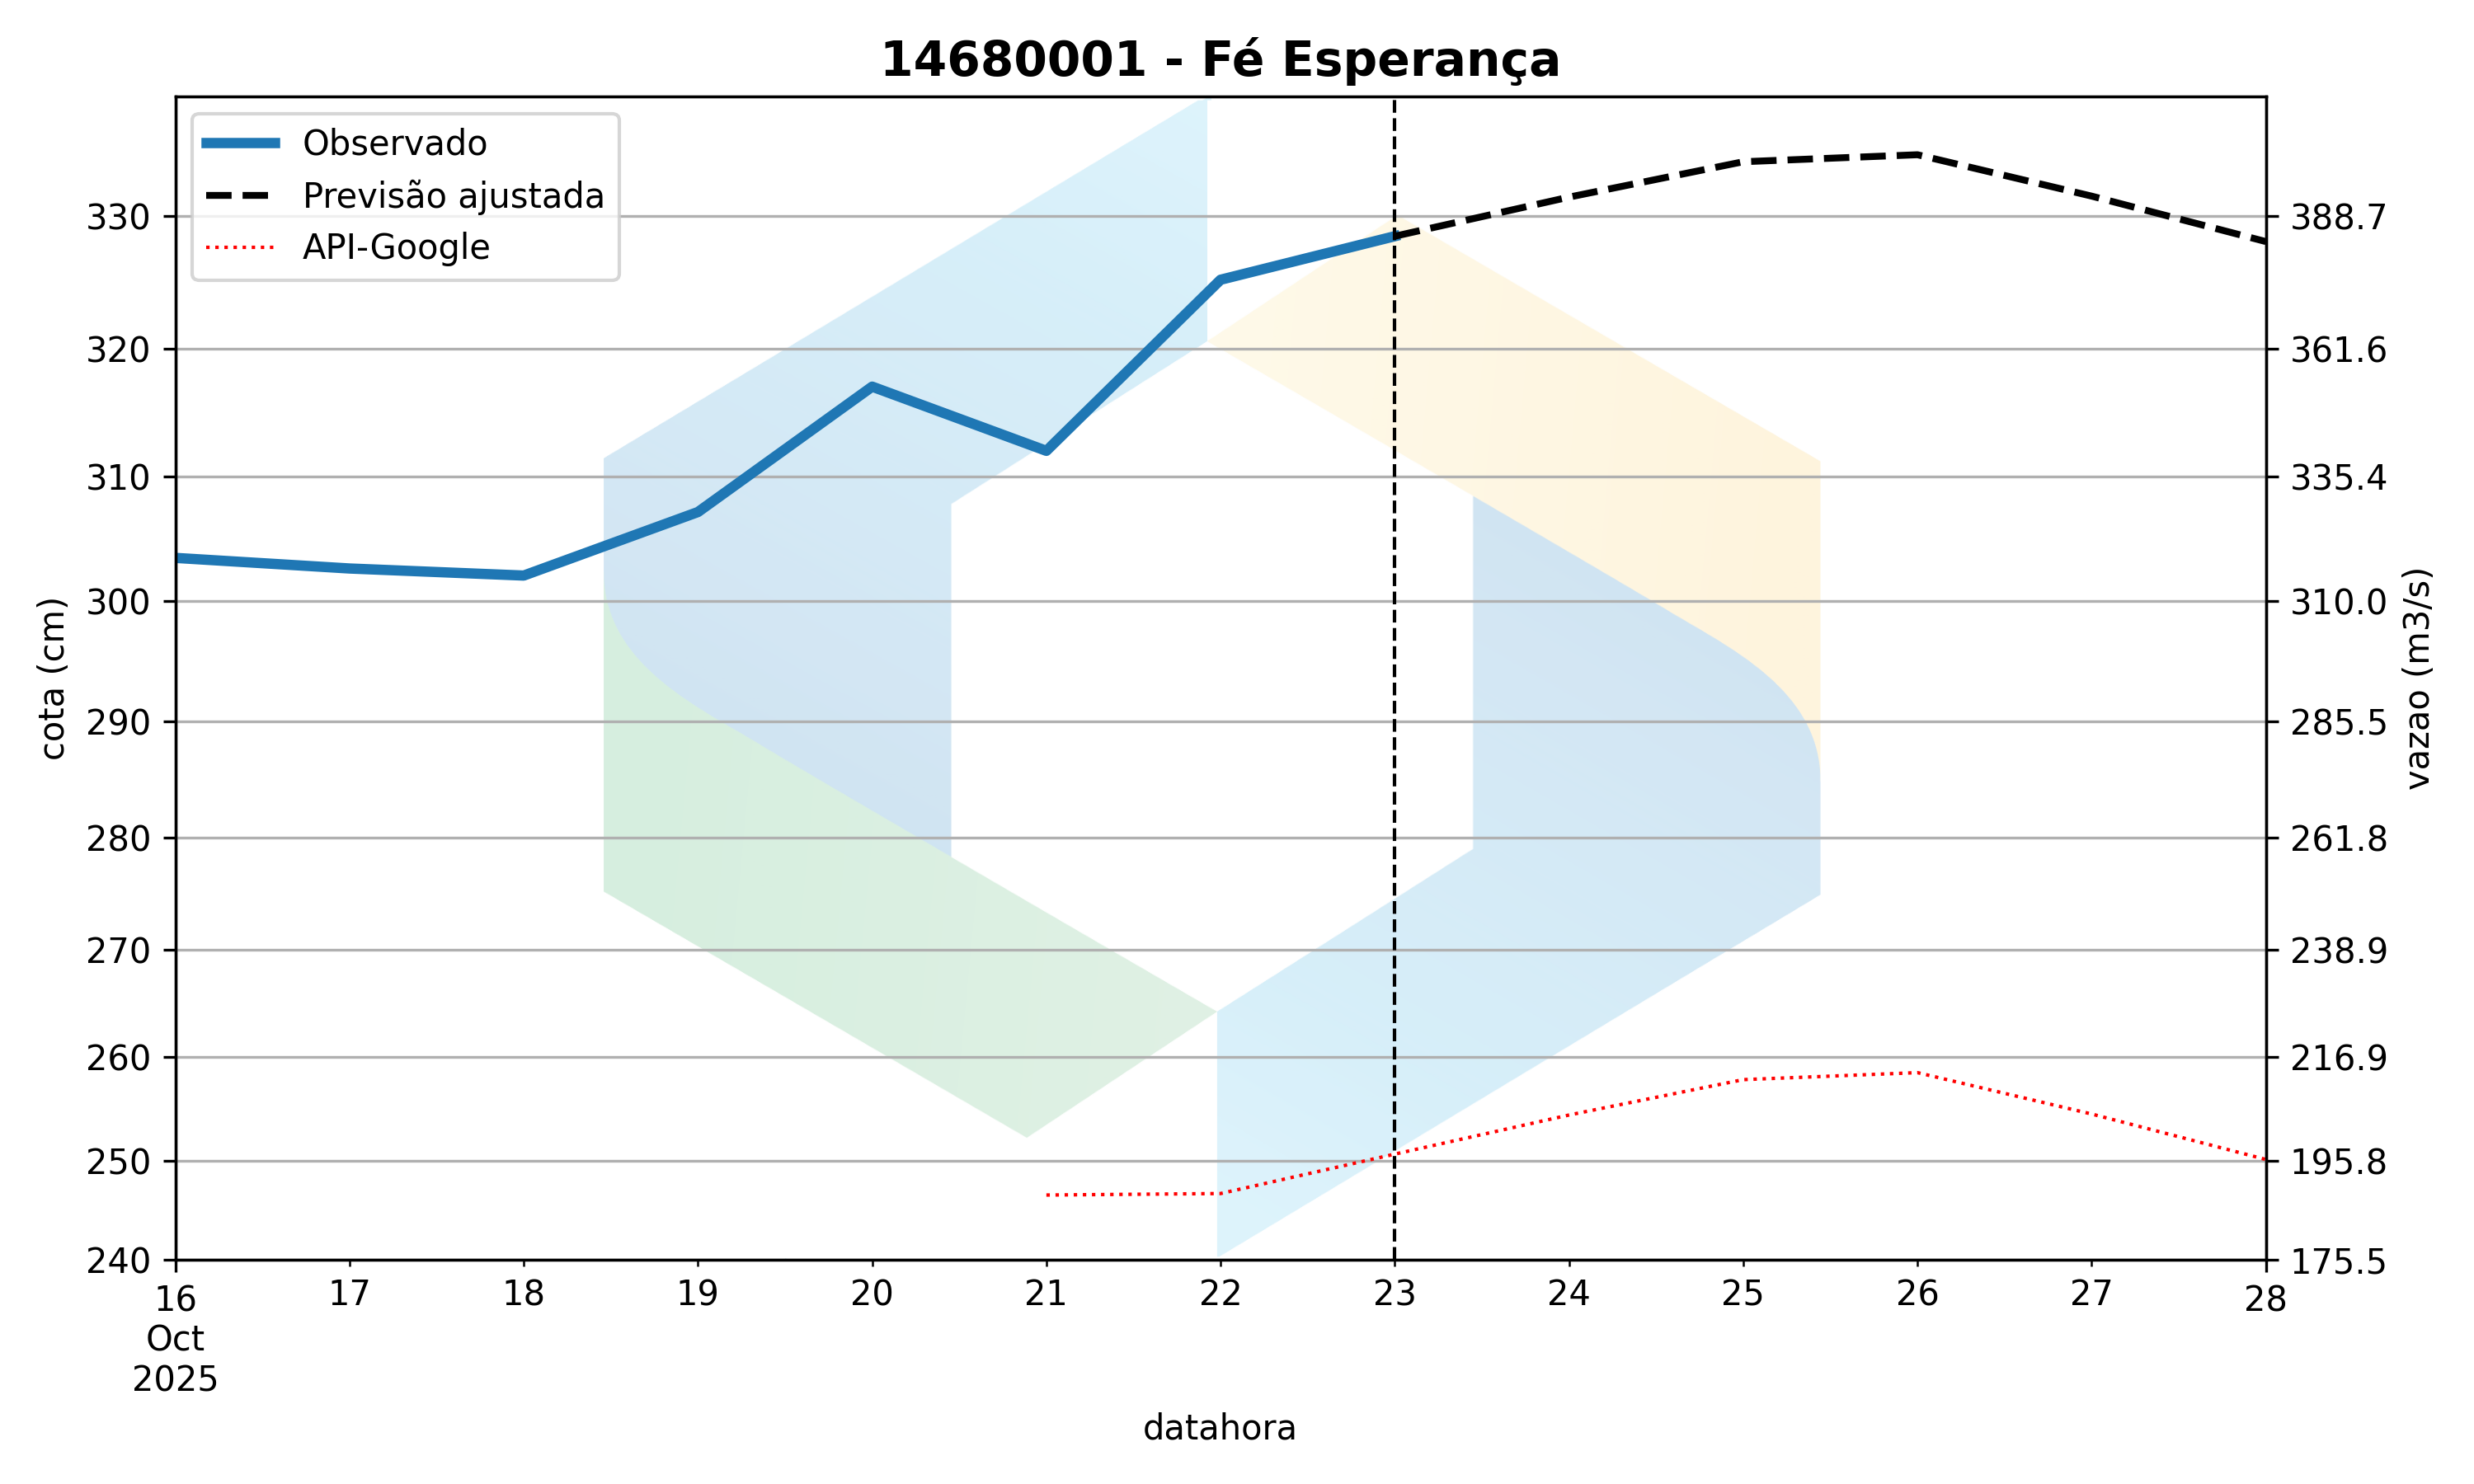 14680001 - Fé Esperança
Observado
Previsão ajustada
API-Google
330
320
310
300
290
280
270
260
250
240
cota (cm)
388.7
361.6
335.4
310.0
285.5
261.8
238.9
216.9
195.8
175.5
vazao (m3/s)
16 17 18 19 20 21 22 23 24 25 26 27 28
Oct
2025
datahora